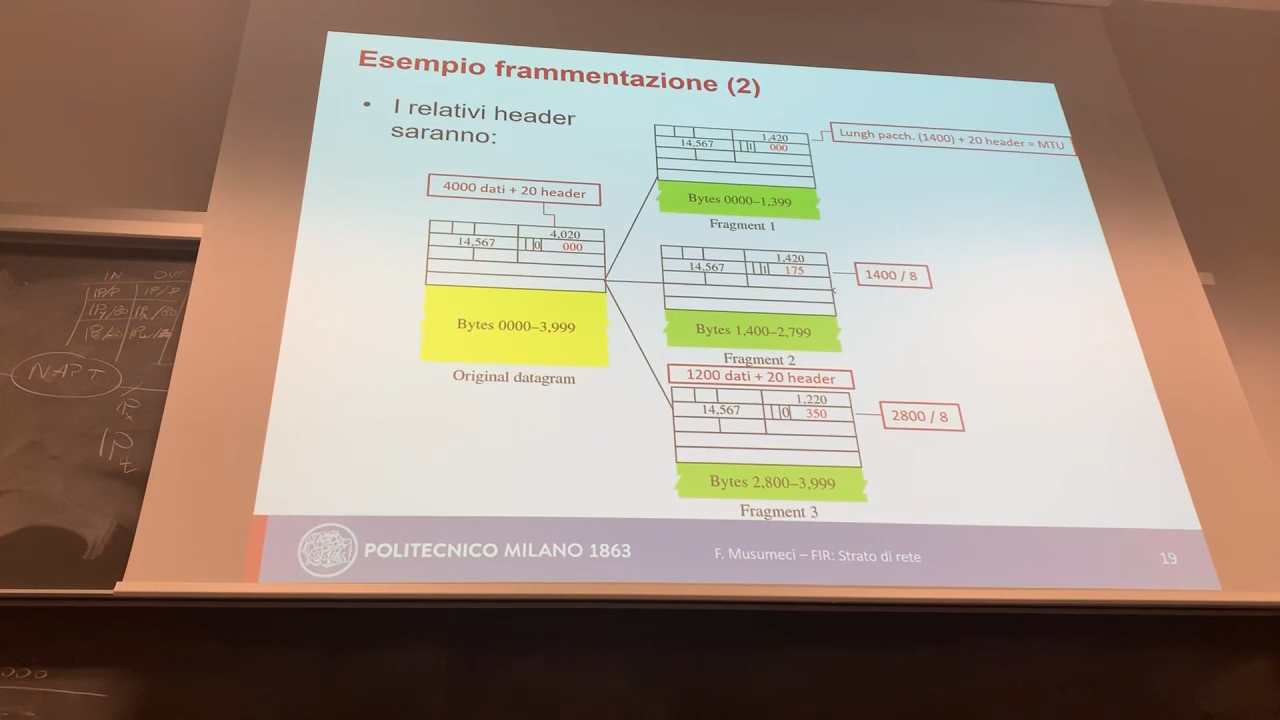 Esempio frammentazione (2)
• I relativi header
saranno:
4000 dati + 20 header
4,020
14,567 0 000
Bytes 0000–3,999
Original datagram
1,420
14,567 1 000
Bytes 0000–1,399
Fragment 1
Lungh pacch. (1400) + 20 header = MTU
1,420
14,567 1 175
Bytes 1,400–2,799
Fragment 2
1400 / 8
1200 dati + 20 header
1,220
14,567 0 350
Bytes 2,800–3,999
Fragment 3
2800 / 8
POLITECNICO MILANO 1863
F. Musumeci – FIR: Strato di rete
19
IN OUT
NAPT